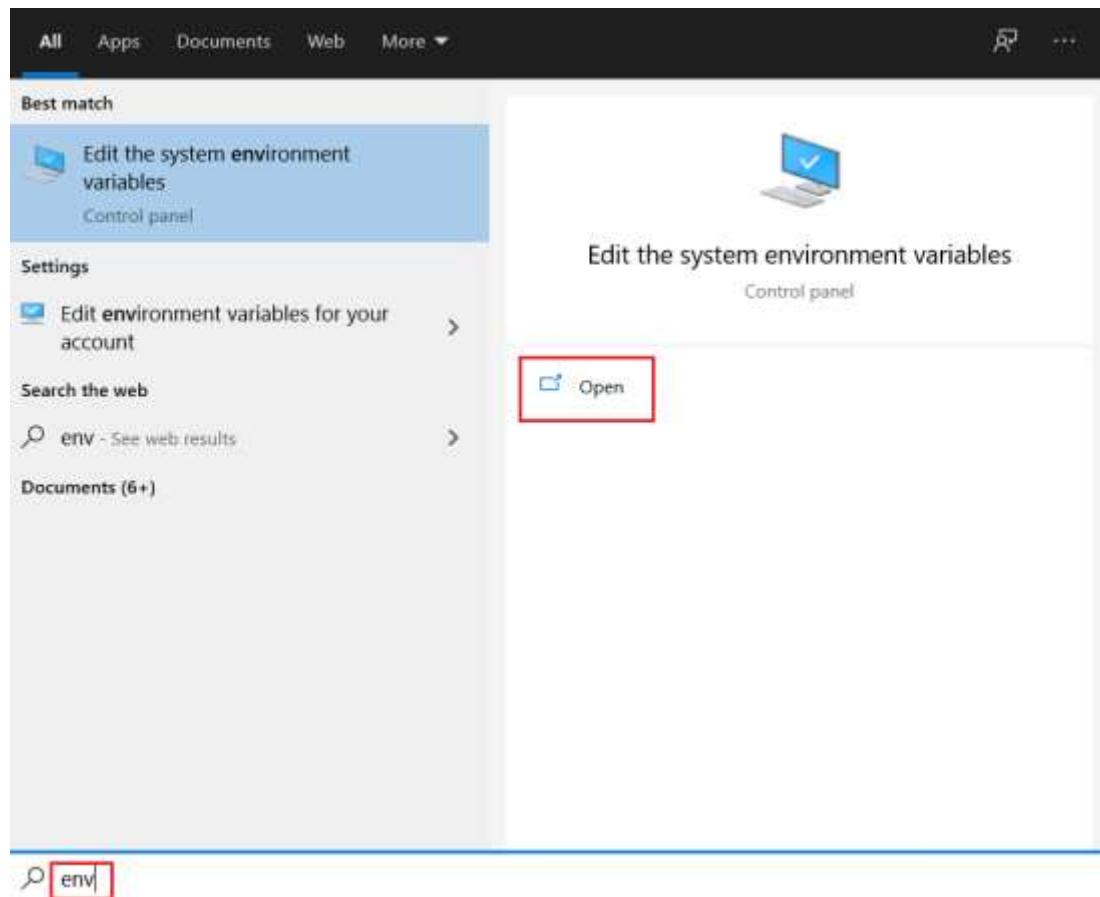 All Apps Documents Web More
Best match
Edit the system environment
variables
Control panel
Settings
Edit environment variables for your
account
Search the web
env - See web results
Documents (6+)
Edit the system environment variables
Control panel
Open
env